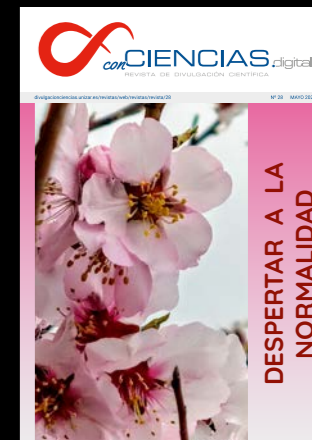 conCIENCIAS.digital
REVISTA DE DIVULGACIÓN CIENTÍFICA
divulgacionciencias.unizar.es/revistas/web/revistas/revista/28
Nº 28 MAYO
DESPERTAR A LA
NORMALIDAD